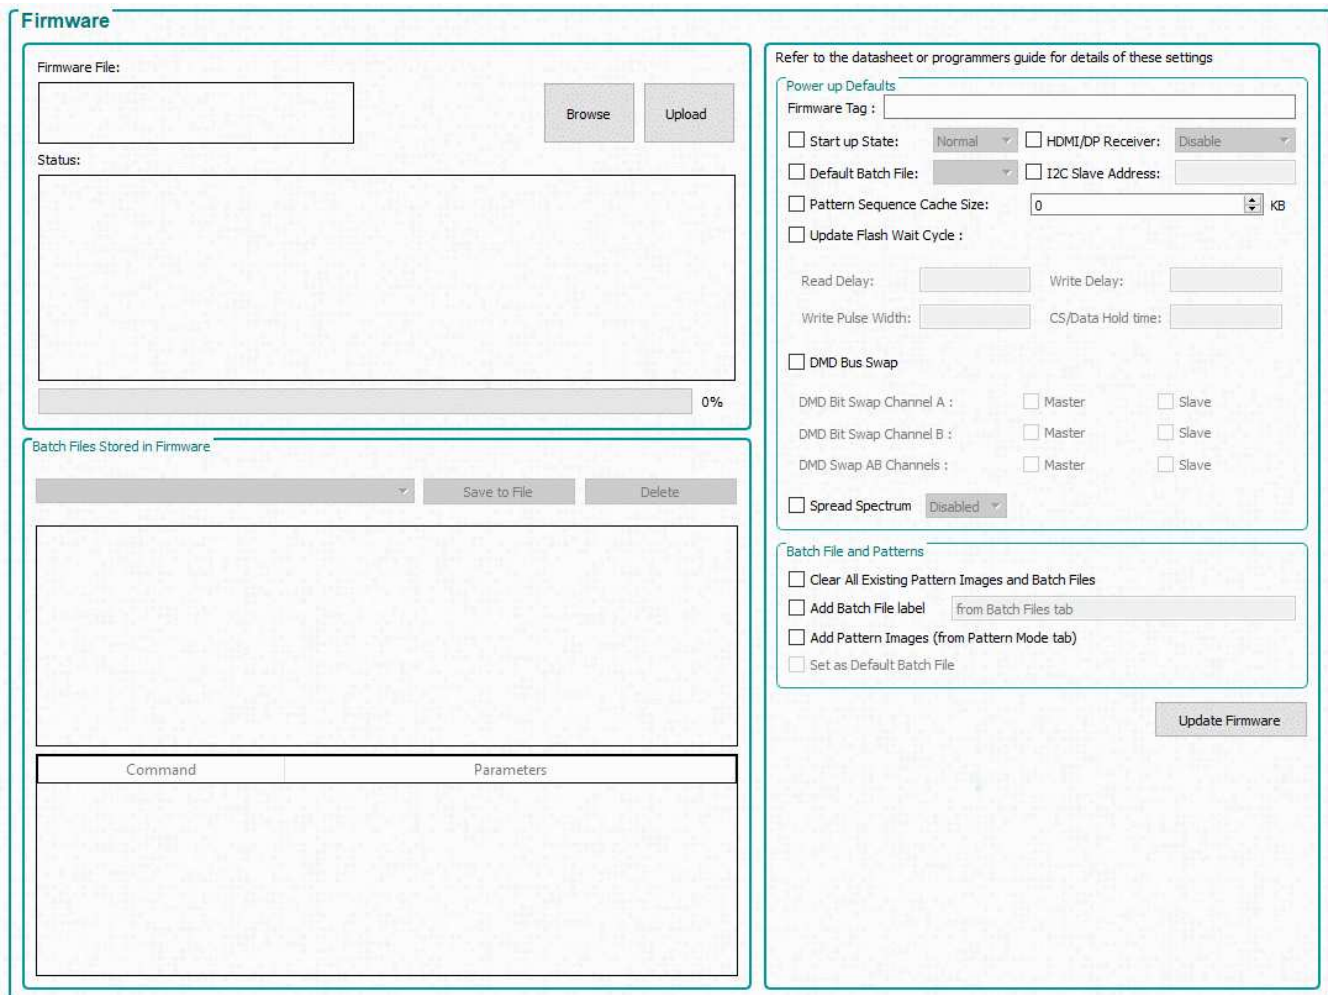 Firmware
Firmware File:
Browse
Upload
Status:
0%
Batch Files Stored in Firmware
Save to File
Delete
Command
Parameters
Refer to the datasheet or programmers guide for details of these settings
Power up Defaults
Firmware Tag :
Start up State: Normal HDMI/DP Receiver: Disable
Default Batch File: I2C Slave Address:
Pattern Sequence Cache Size: 0 KB
Update Flash Wait Cycle :
Read Delay: Write Delay:
Write Pulse Width: CS/Data Hold time:
DMD Bus Swap
DMD Bit Swap Channel A : Master Slave
DMD Bit Swap Channel B : Master Slave
DMD Swap AB Channels : Master Slave
Spread Spectrum Disabled
Batch File and Patterns
Clear All Existing Pattern Images and Batch Files
Add Batch File label from Batch Files tab
Add Pattern Images (from Pattern Mode tab)
Set as Default Batch File
Update Firmware